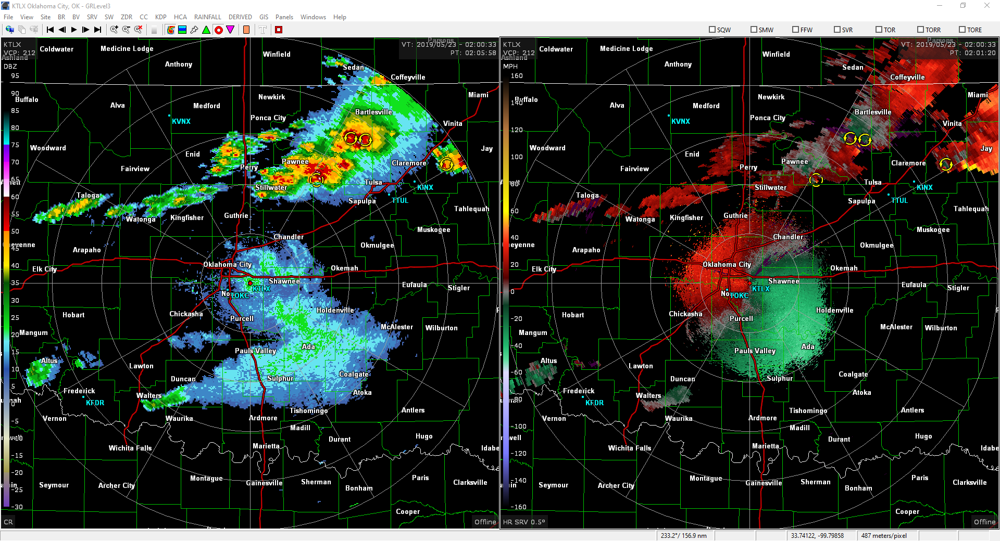 KTLX Oklahoma City, OK - GRLevel3
File View Site BR BV SRV SW ZDR CC KDP HCA RAINFALL DERIVED GIS Panels Windows Help
SQW SMW FFW SVR TOR TORR TORE
KTLX
VCP: 212
DBZ
VT: 2019/05/23 - 02:00:33
PT: 02:05:58
95
90
85
80
75
70
65
60
55
50
45
40
35
30
25
20
15
10
5
0
-5
-10
-15
-20
-25
-30
Parsons
Ashland
Coldwater
Medicine Lodge
Winfield
Anthony
Sedan
Coffeyville
Buffalo
Alva
Medford
Newkirk
Miami
KVNX
Ponca City
Bartlesville
Vinita
Woodward
Enid
Jay
Fairview
Perry
Pawnee
Claremore
Stillwater
Tulsa
KINX
Taloga
Sapulpa
TTUL
Tahlequah
Watonga
Kingfisher
Guthrie
Muskogee
Chandler
Okmulgee
Arapaho
Elk City
Oklahoma City
Okemah
Shawnee
KTLX
TOKC
Eufaula
Stigler
Hobart
Chickasha
Purcell
Holdenville
McAlester
Wilburton
Mangum
Ada
Pauls Valley
Altus
Lawton
Duncan
Sulphur
Coalgate
Frederick
KFDR
Walters
Atoka
Vernon
Waurika
Ardmore
Tishomingo
Antlers
Madill
Durant
Hugo
Wichita Falls
Marietta
Idabe
Montague
Gainesville
Sherman
Paris
Seymour
Archer City
Bonham
Clarksville
Cooper
CR
Offline
KTLX
VCP: 212
MPH
VT: 2019/05/23 - 02:00:33
PT: 02:01:20
160
140
120
100
80
60
40
20
0
-20
-40
-60
-80
-100
-120
-140
-160
Parsons
Ashland
Coldwater
Medicine Lodge
Winfield
Anthony
Sedan
Coffeyville
Buffalo
Alva
Medford
Newkirk
Miami
KVNX
Ponca City
Bartlesville
Vinita
Woodward
Enid
Jay
Fairview
Perry
Pawnee
Claremore
Stillwater
Tulsa
KINX
Taloga
Sapulpa
TTUL
Tahlequah
Watonga
Kingfisher
Guthrie
Muskogee
Chandler
Okmulgee
Arapaho
Elk City
Oklahoma City
Okemah
Shawnee
KTLX
TOKC
Eufaula
Stigler
Hobart
Chickasha
Purcell
Holdenville
McAlester
Wilburton
Mangum
Ada
Pauls Valley
Altus
Lawton
Duncan
Sulphur
Coalgate
Frederick
KFDR
Walters
Atoka
Vernon
Waurika
Ardmore
Tishomingo
Antlers
Madill
Durant
Hugo
Wichita Falls
Marietta
Idabe
Montague
Gainesville
Sherman
Paris
Seymour
Archer City
Bonham
Clarksville
Cooper
HR SRV 0.5°
Offline
233.2°/ 156.9 nm
33.74122, -99.79858
487 meters/pixel